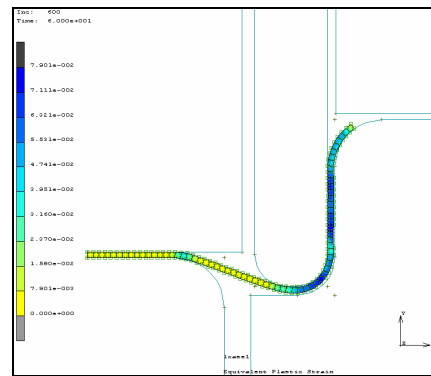 Inc: 600
Time: 6.000e+001
7.901e-002
7.111e-002
6.321e-002
5.531e-002
4.741e-002
3.951e-002
3.160e-002
2.370e-002
1.580e-002
7.901e-003
0.000e+000
lcase1
Equivalent Plastic Strain
Y
X